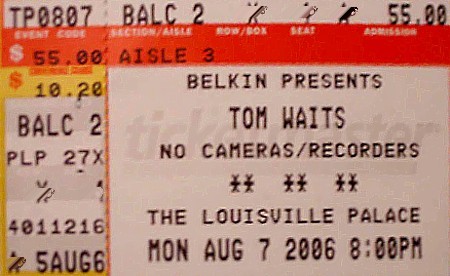 TP0807 BALC 2 55.00
EVENT CODE SECTION/AISLE ROW/BOX SEAT ADMISSION
$ 55.00 AISLE 3
$ 10.20
BELKIN PRESENTS
TOM WAITS
BALC 2
ticketmaster
PLP 27X
NO CAMERAS/RECORDERS
** ** **
4011216
THE LOUISVILLE PALACE
5AUG6
MON AUG 7 2006 8:00PM